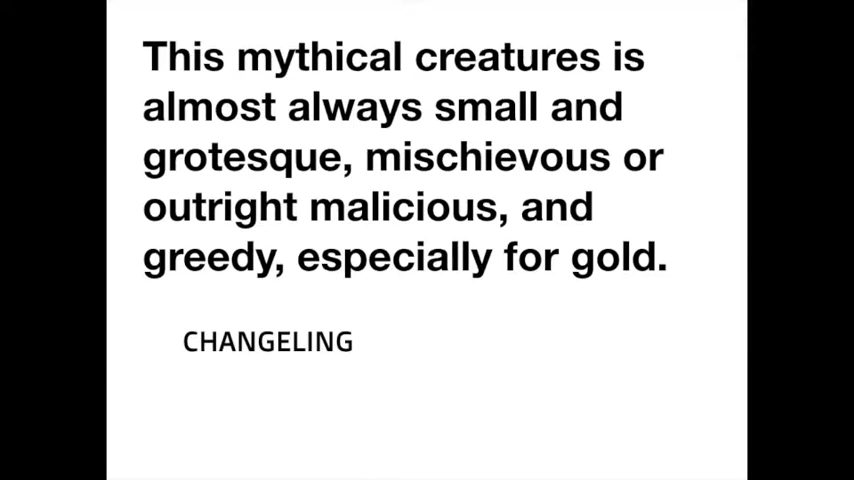 This mythical creatures is
almost always small and
grotesque, mischievous or
outright malicious, and
greedy, especially for gold.
CHANGELING